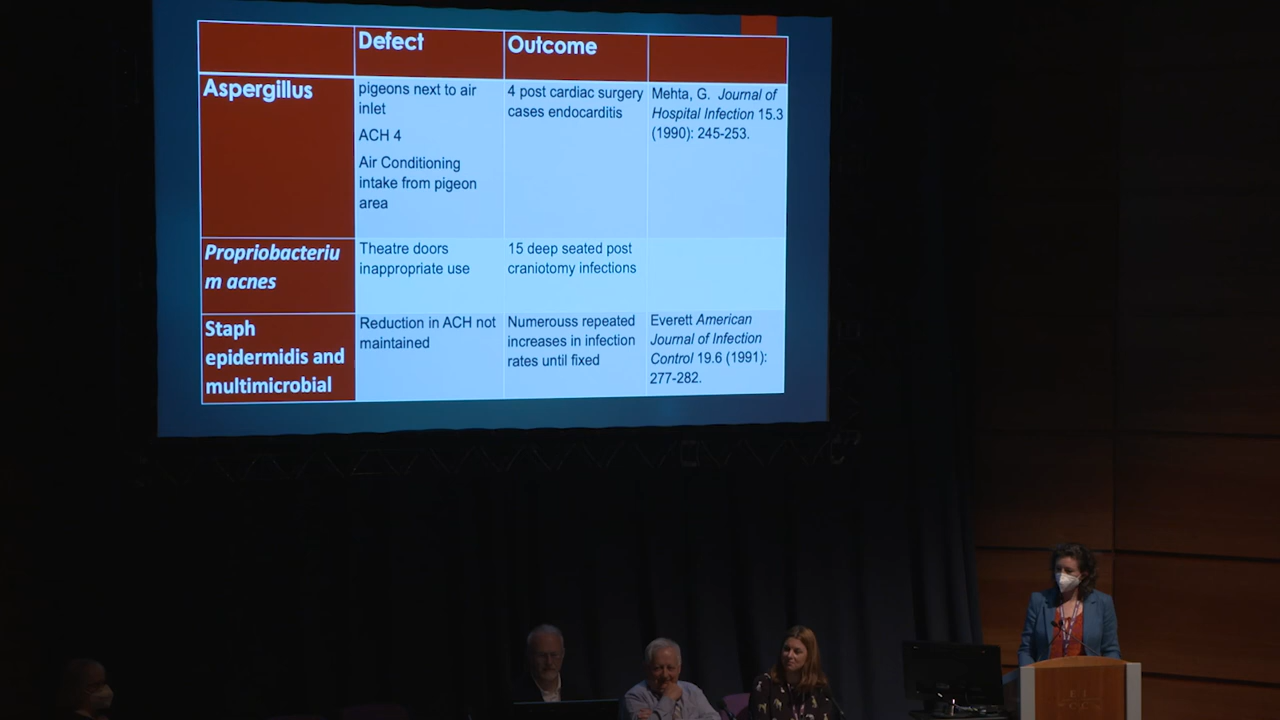 Defect
Outcome
Aspergillus
pigeons next to air
inlet
ACH 4
Air Conditioning
intake from pigeon
area
4 post cardiac surgery
cases endocarditis
Mehta, G. Journal of
Hospital Infection 15.3
(1990): 245-253.
Propriobacteriu
m acnes
Theatre doors
inappropriate use
15 deep seated post
craniotomy infections
Staph
epidermidis and
multimicrobial
Reduction in ACH not
maintained
Numerouss repeated
increases in infection
rates until fixed
Everett American
Journal of Infection
Control 19.6 (1991):
277-282.